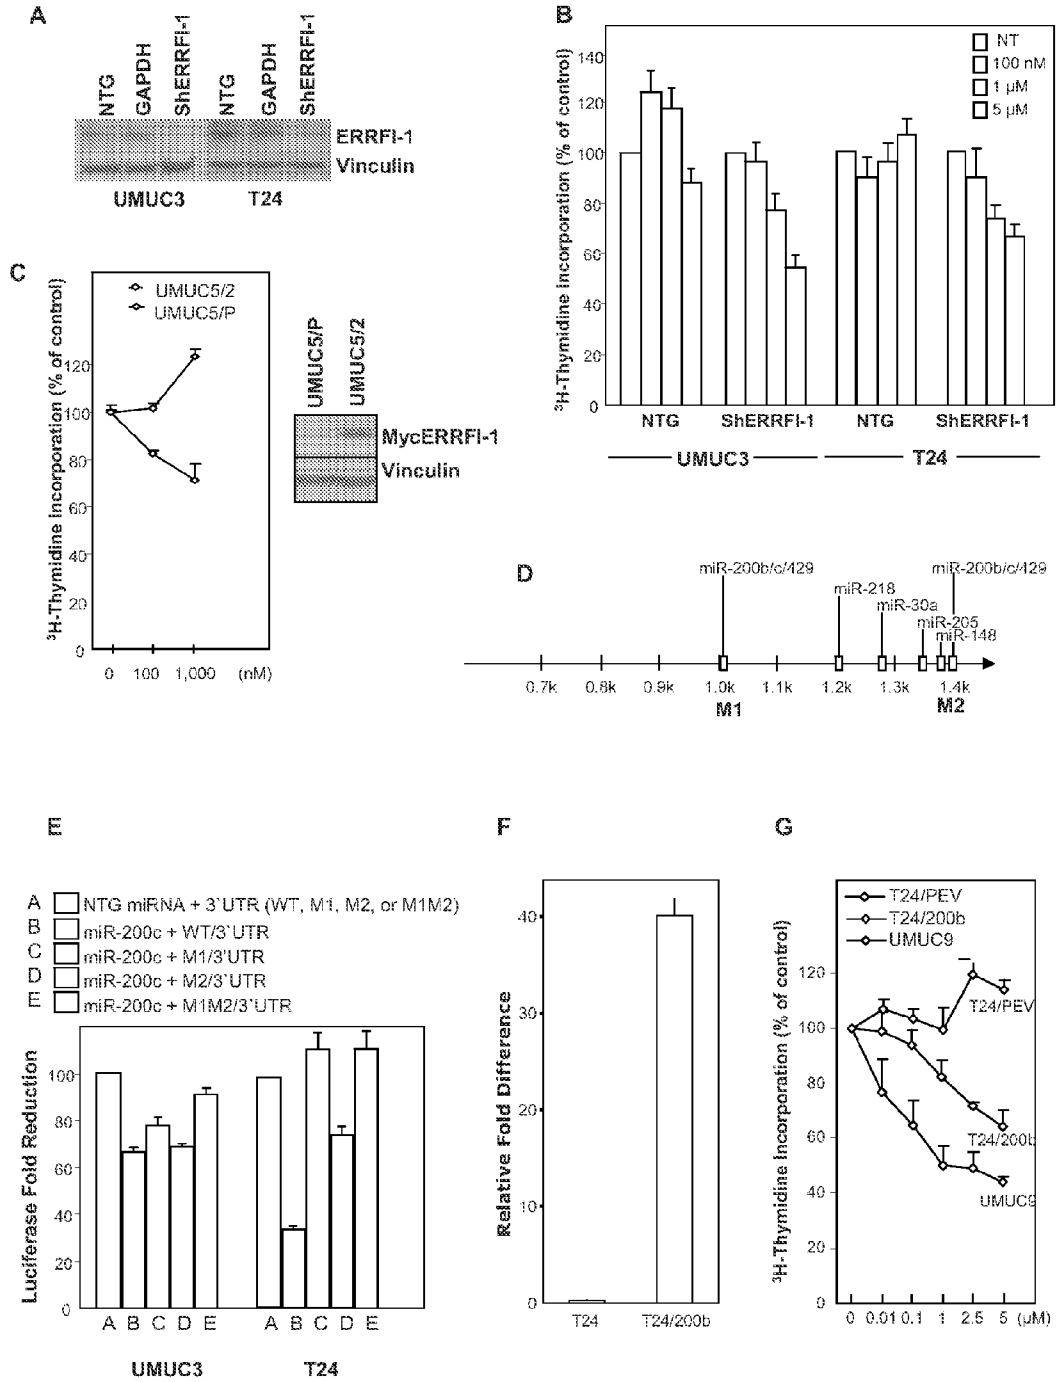 A
NTG
GAPDH
ShERRFI-1
NTG
GAPDH
ShERRFI-1
ERRFI-1
Vinculin
UMUC3
T24
B
³H-Thymidine Incorporation (% of control)
140
120
100
80
60
40
20
0
NT
100 nM
1 µM
5 µM
NTG
ShERRFI-1
NTG
ShERRFI-1
UMUC3
T24
C
³H-Thymidine Incorporation (% of control)
UMUC5/2
UMUC5/P
120
100
80
60
40
20
0
0 100 1,000 (nM)
UMUC5/P
UMUC5/2
MycERRFI-1
Vinculin
D
miR-200b/c/429
miR-200b/c/429
miR-218
miR-30a
miR-205
miR-148
0.7k 0.8k 0.9k 1.0k 1.1k 1.2k 1.3k 1.4k
M1
M2
E
A NTG miRNA + 3`UTR (WT, M1, M2, or M1M2)
B miR-200c + WT/3`UTR
C miR-200c + M1/3`UTR
D miR-200c + M2/3`UTR
E miR-200c + M1M2/3`UTR
Luciferase Fold Reduction
100
80
60
40
20
0
A B C D E
A B C D E
UMUC3
T24
F
Relative Fold Difference
40
30
20
10
0
T24
T24/200b
G
³H-Thymidine Incorporation (% of control)
T24/PEV
T24/200b
UMUC9
120
100
80
60
40
20
0
T24/PEV
T24/200b
UMUC9
0 0.01 0.1 1 2.5 5 (µM)